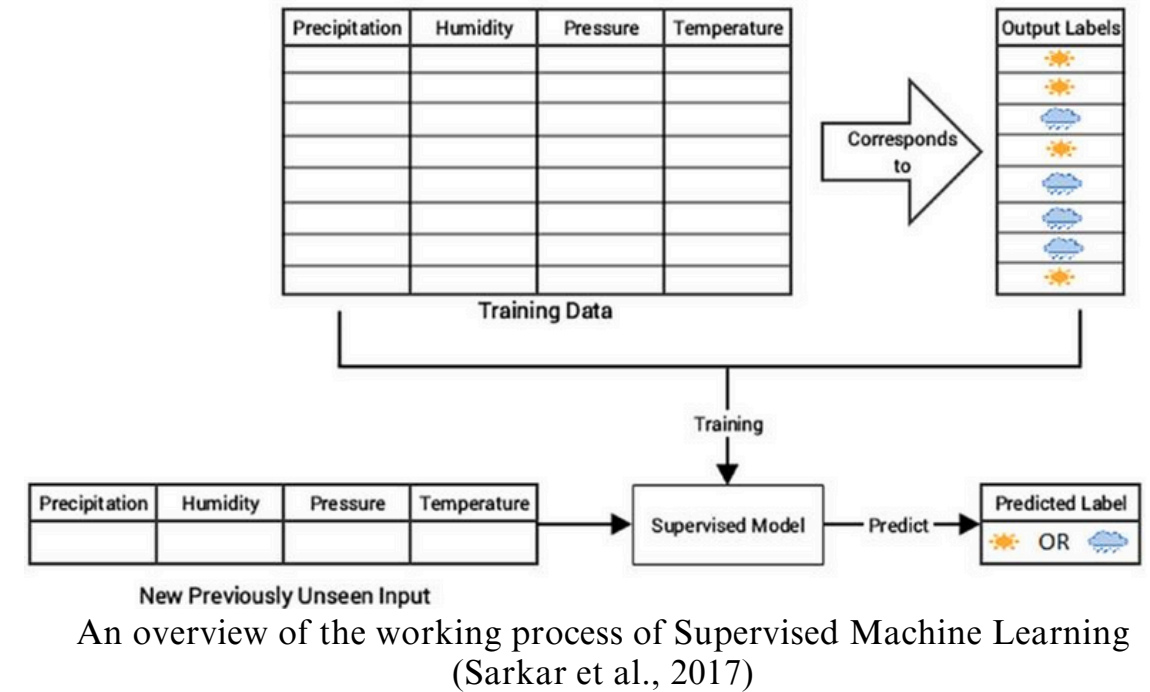 Precipitation Humidity Pressure Temperature
Output Labels
Corresponds
to
Training Data
Training
Precipitation Humidity Pressure Temperature
Supervised Model
Predict
Predicted Label
OR
New Previously Unseen Input
An overview of the working process of Supervised Machine Learning
(Sarkar et al., 2017)